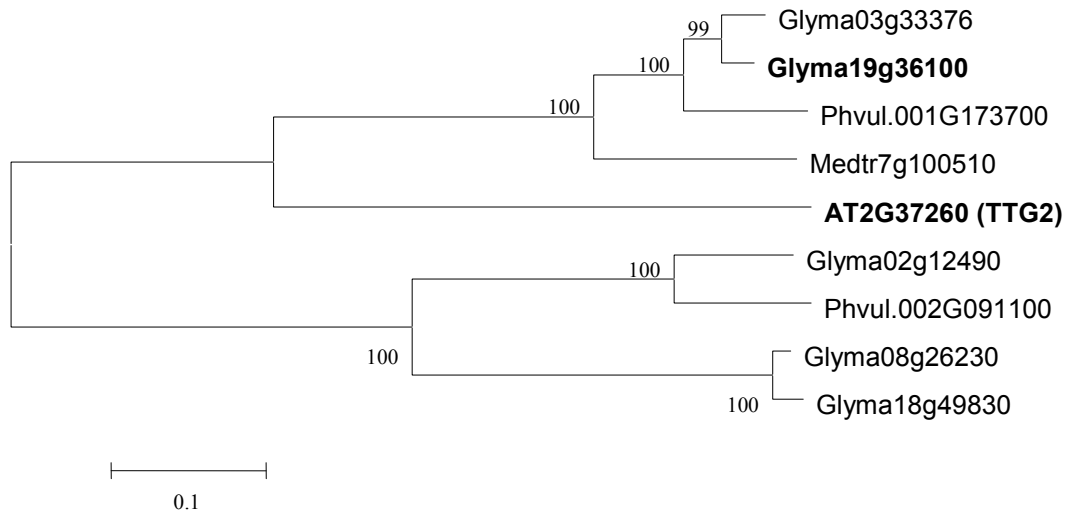 Glyma03g33376
99
Glyma19g36100
100
100
Phvul.001G173700
Medtr7g100510
AT2G37260 (TTG2)
Glyma02g12490
100
Phvul.002G091100
100
Glyma08g26230
100
Glyma18g49830
0.1